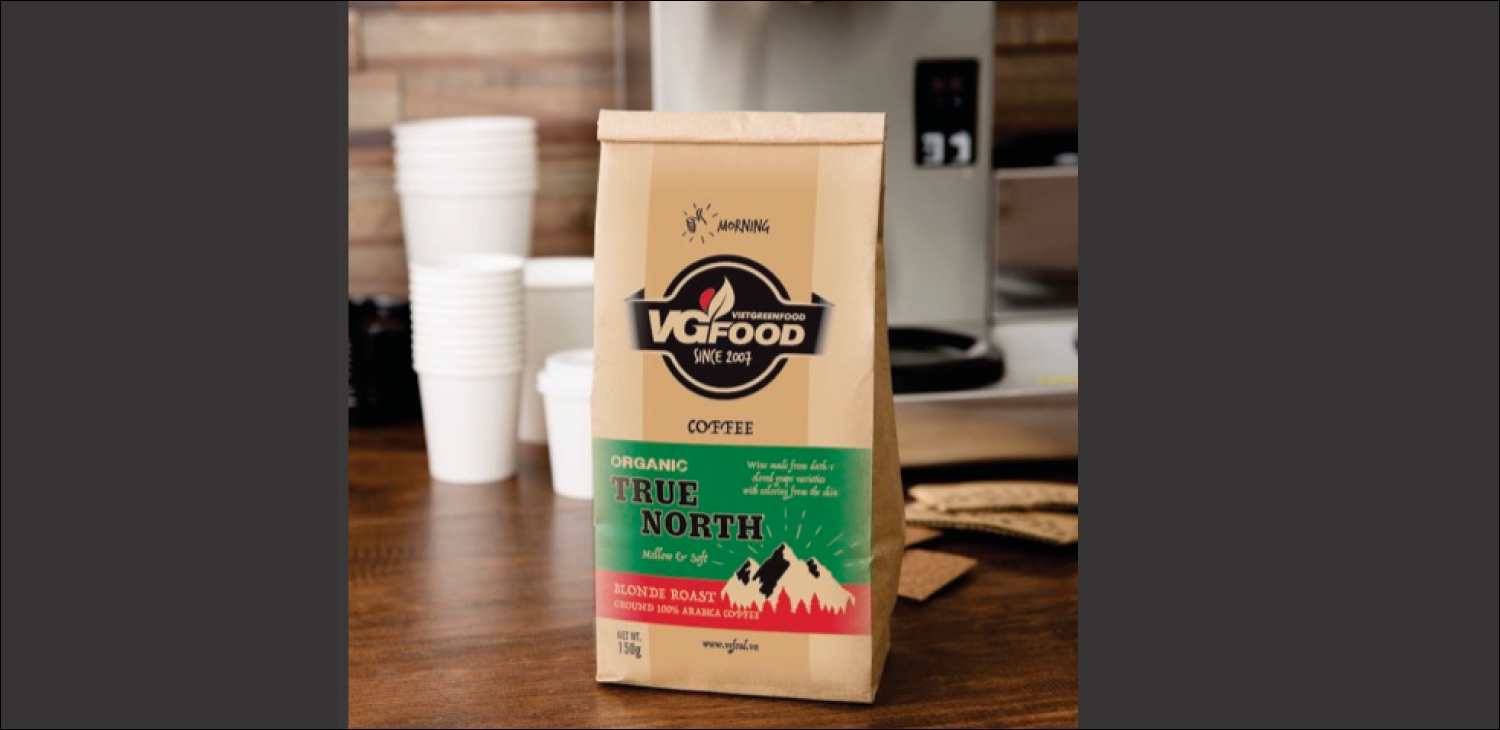 MORNING
VIETGREENFOOD
VGFOOD
SINCE 2007
COFFEE
ORGANIC
TRUE
NORTH
Mellow & Soft
Wine made from dark-c
olored grape varieties
with coloring from the skin
BLONDE ROAST
GROUND 100% ARABICA COFFEE
NET WT.
150g
www.vgfood.vn